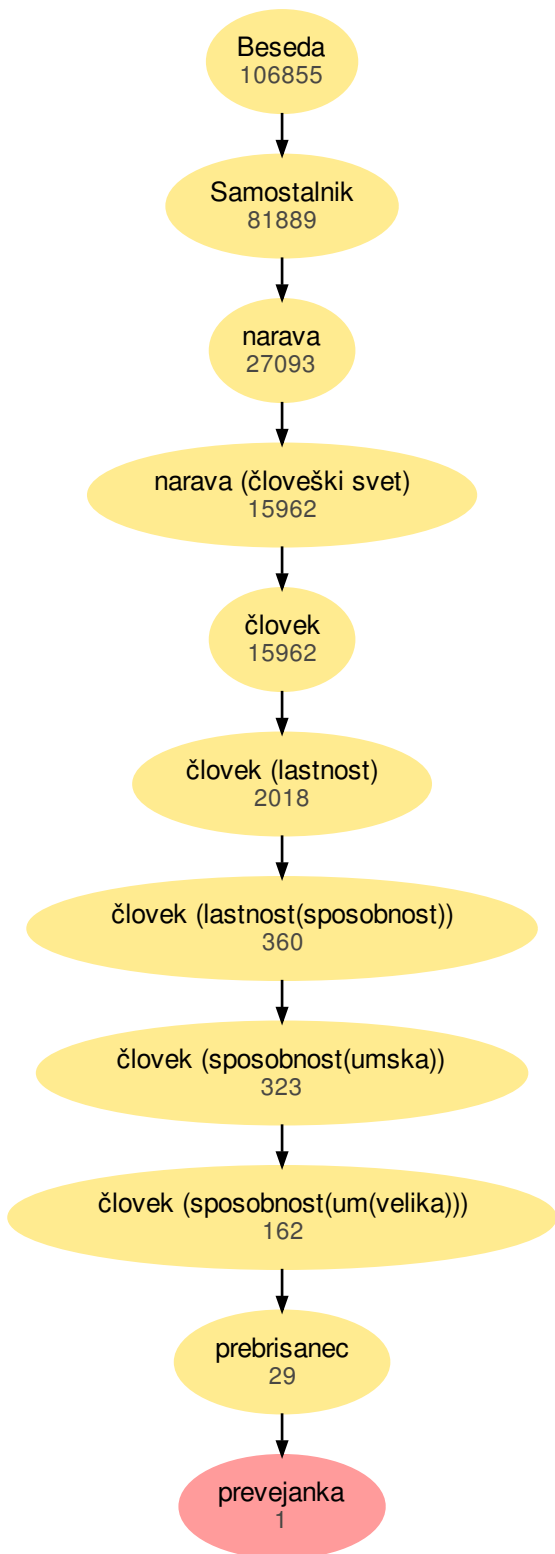 Beseda
106855
Samostalnik
81889
narava
27093
narava (človeški svet)
15962
človek
15962
človek (lastnost)
2018
človek (lastnost(sposobnost))
360
človek (sposobnost(umska))
323
človek (sposobnost(um(velika)))
162
prebrisanec
29
prevejanka
1